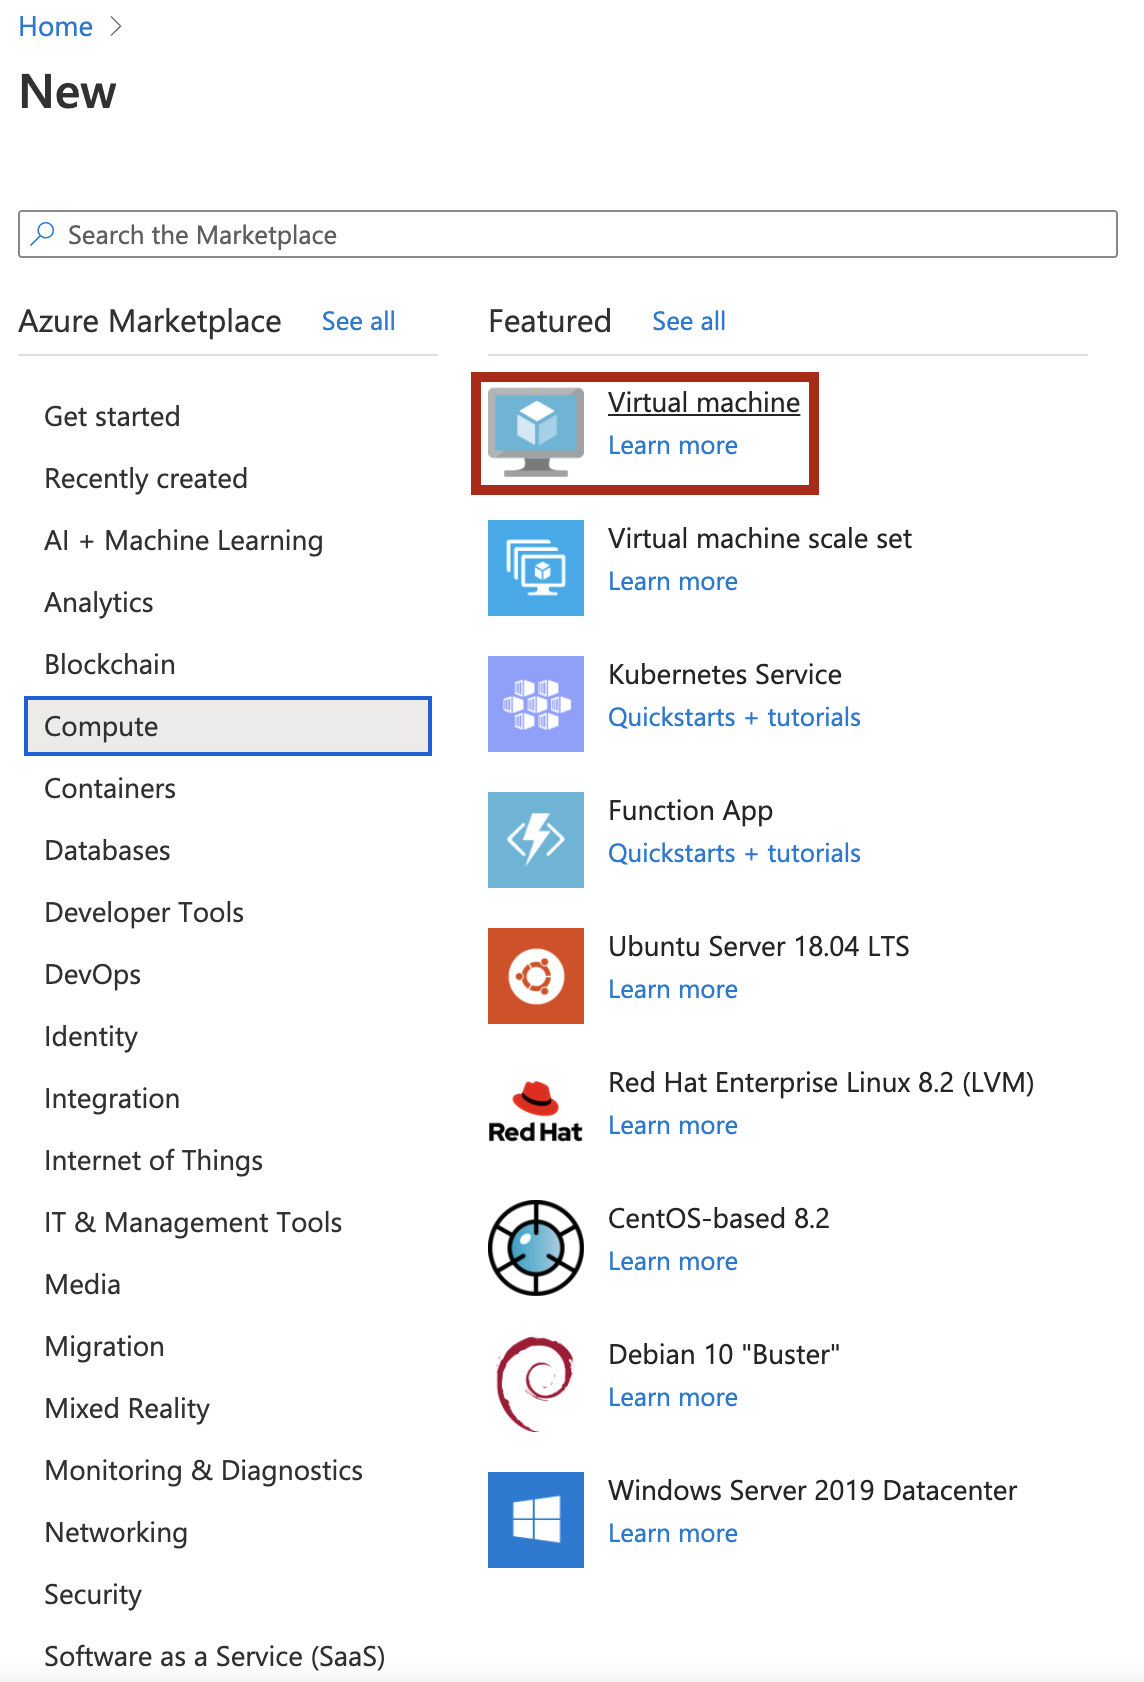 Home
New
Search the Marketplace
Azure Marketplace See all
Get started
Recently created
AI + Machine Learning
Analytics
Blockchain
Compute
Containers
Databases
Developer Tools
DevOps
Identity
Integration
Internet of Things
IT & Management Tools
Media
Migration
Mixed Reality
Monitoring & Diagnostics
Networking
Security
Software as a Service (SaaS)
Featured See all
Virtual machine
Learn more
Virtual machine scale set
Learn more
Kubernetes Service
Quickstarts + tutorials
Function App
Quickstarts + tutorials
Ubuntu Server 18.04 LTS
Learn more
Red Hat
Red Hat Enterprise Linux 8.2 (LVM)
Learn more
CentOS-based 8.2
Learn more
Debian 10 "Buster"
Learn more
Windows Server 2019 Datacenter
Learn more